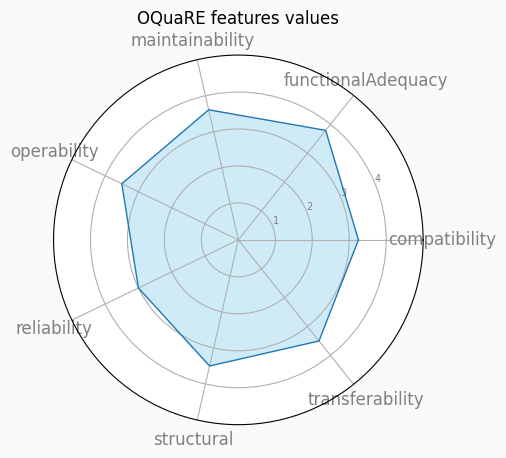 OQuaRE features values
maintainability
functionalAdequacy
operability
4
3
2
1
compatibility
reliability
transferability
structural